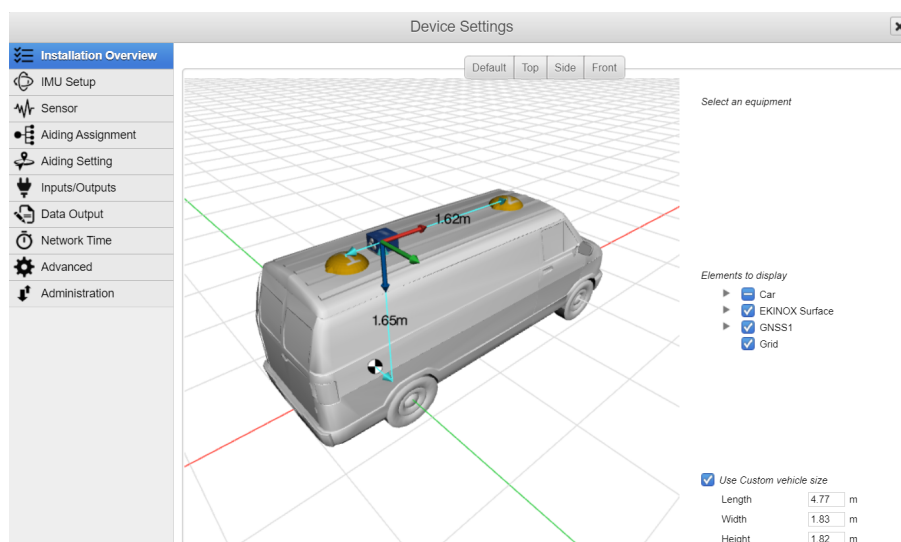 Device Settings
Installation Overview
IMU Setup
Sensor
Aiding Assignment
Aiding Setting
Inputs/Outputs
Data Output
Network Time
Advanced
Administration
Default Top Side Front
1.62m
1.65m
Select an equipment
Elements to display
Car
EKINOX Surface
GNSS1
Grid
Use Custom vehicle size
Length 4.77 m
Width 1.83 m
Height 1.82 m